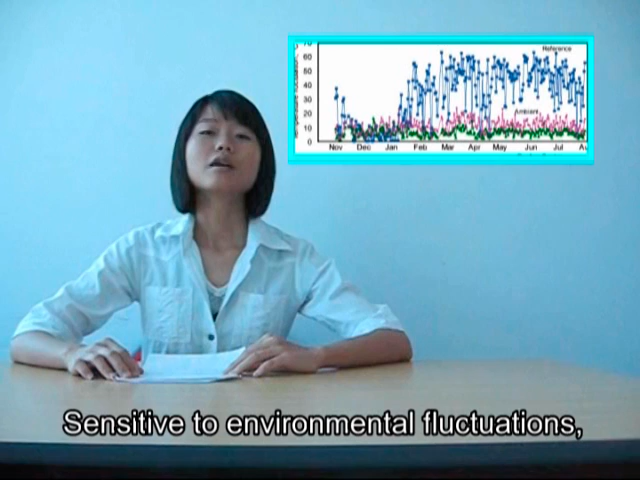 70
Reference
60
50
40
30
Ambient
20
10
0
Nov Dec Jan Feb Mar Apr May Jun Jul
Sensitive to environmental fluctuations,